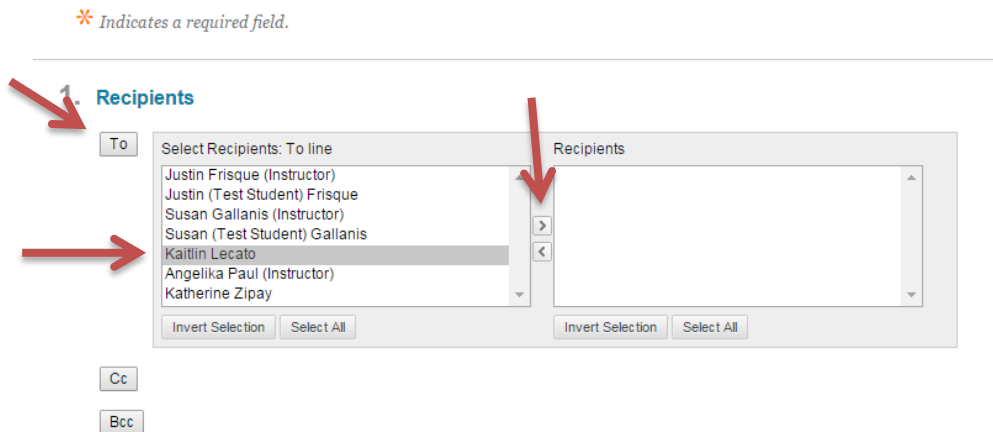 * Indicates a required field.
1. Recipients
To
Select Recipients: To line
Recipients
Justin Frisque (Instructor)
Justin (Test Student) Frisque
Susan Gallanis (Instructor)
Susan (Test Student) Gallanis
Kaitlin Lecato
Angelika Paul (Instructor)
Katherine Zipay
>
<
Invert Selection Select All
Invert Selection Select All
Cc
Bcc